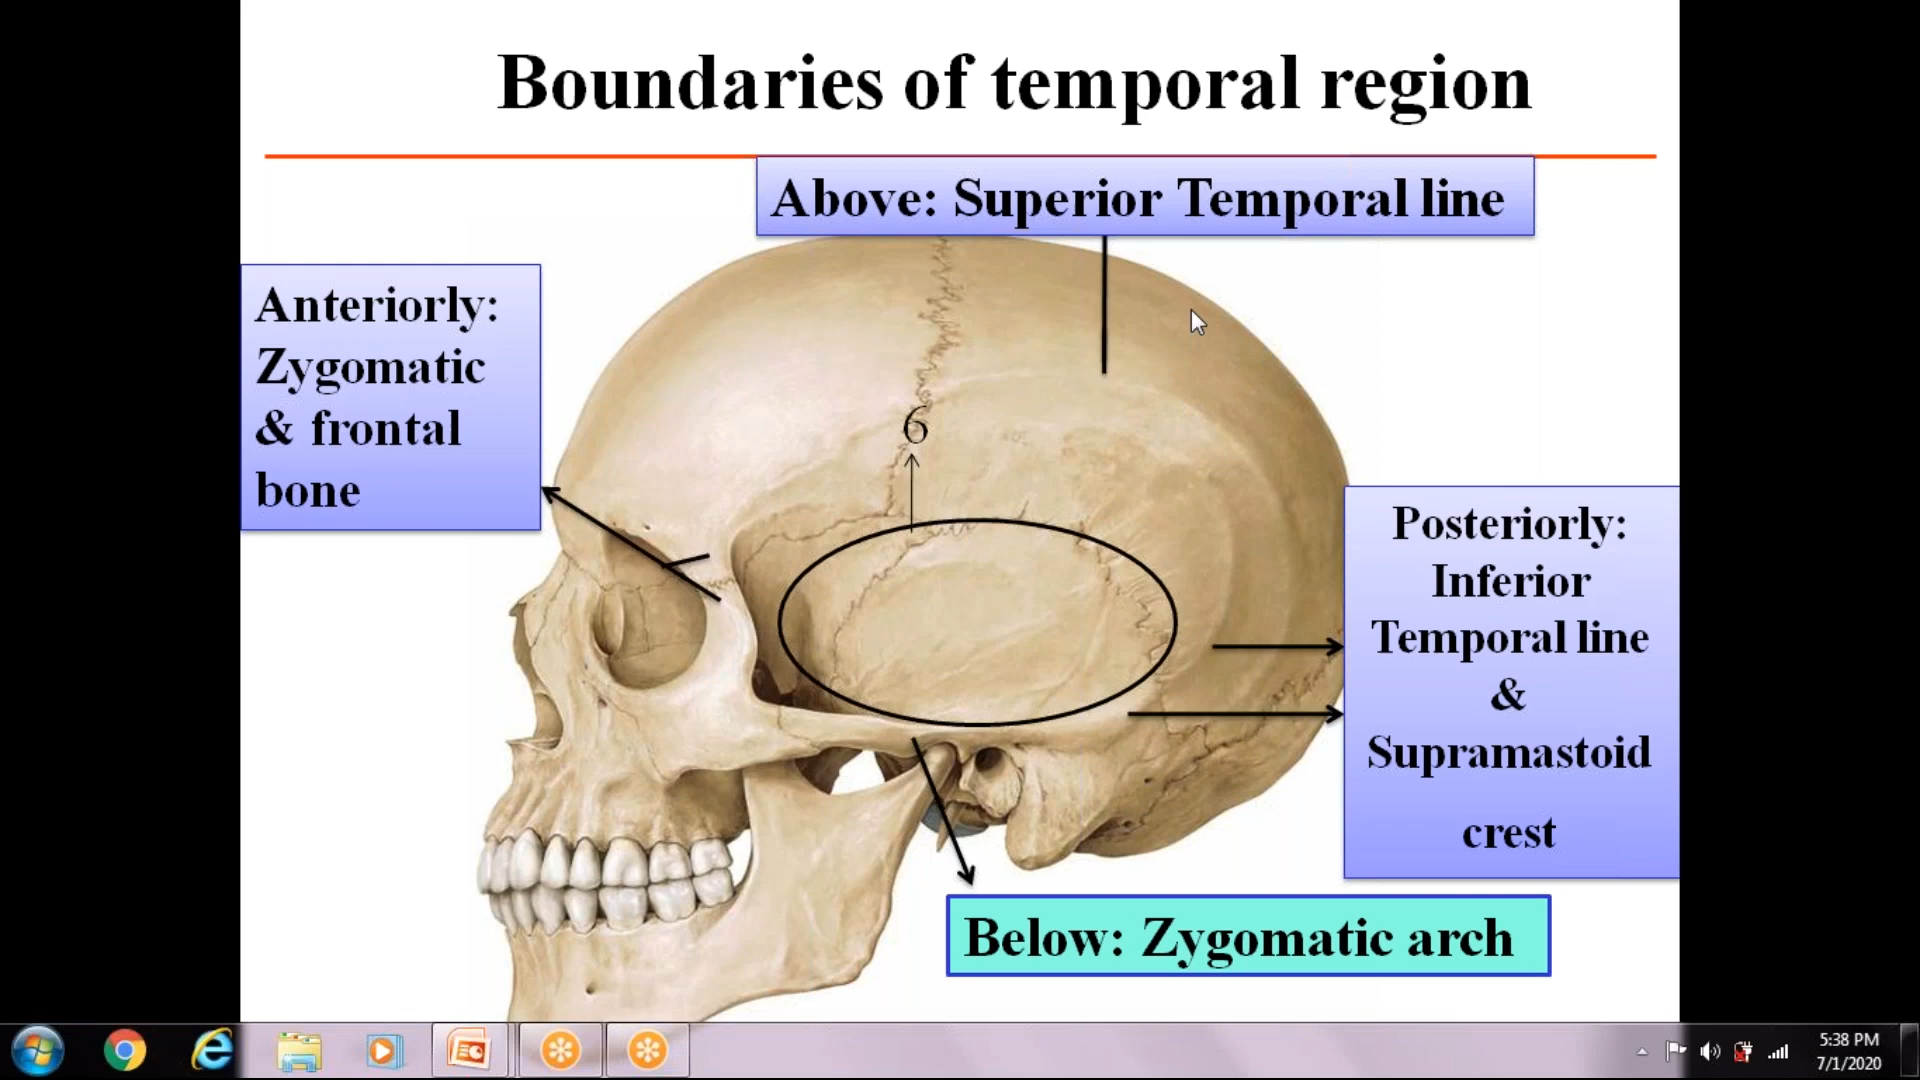 Boundaries of temporal region
Above: Superior Temporal line
Anteriorly:
Zygomatic
& frontal
bone
6
Posteriorly:
Inferior
Temporal line
&
Supramastoid
crest
Below: Zygomatic arch
5:38 PM
7/1/2020